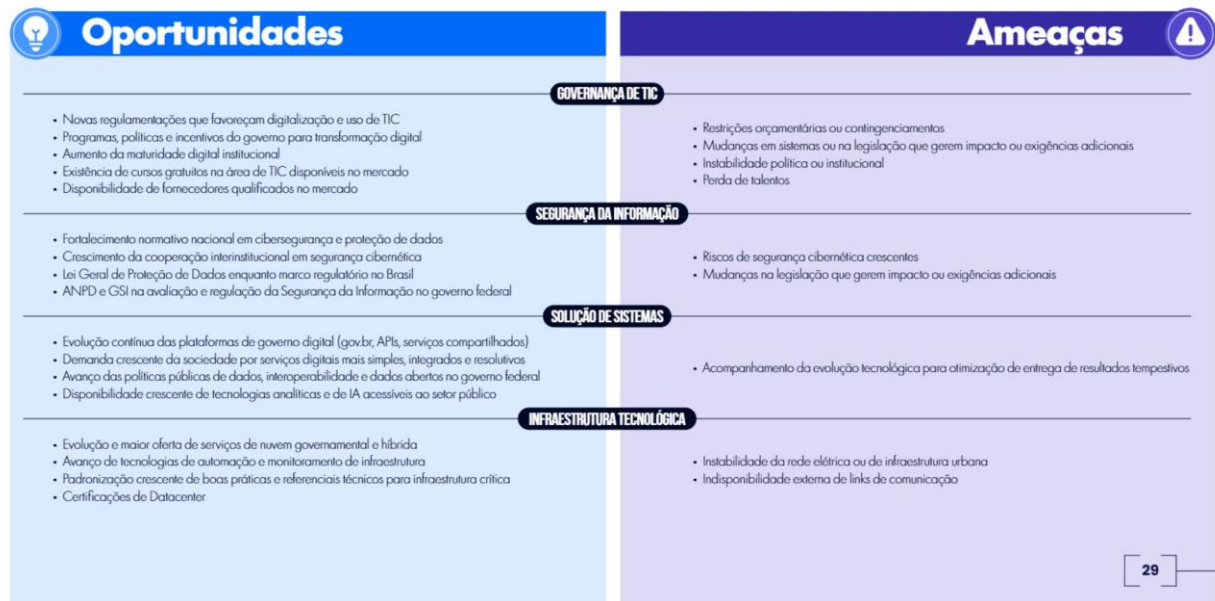 Oportunidades
Ameaças
GOVERNANÇA DE TIC
• Novas regulamentações que favoreçam digitalização e uso de TIC
• Programas, políticas e incentivos do governo para transformação digital
• Aumento da maturidade digital institucional
• Existência de cursos gratuitos na área de TIC disponíveis no mercado
• Disponibilidade de fornecedores qualificados no mercado
• Restrições orçamentárias ou contingenciamentos
• Mudanças em sistemas ou na legislação que gerem impacto ou exigências adicionais
• Instabilidade política ou institucional
• Perda de talentos
SEGURANÇA DA INFORMAÇÃO
• Fortalecimento normativo nacional em cibersegurança e proteção de dados
• Crescimento da cooperação interinstitucional em segurança cibernética
• Lei Geral de Proteção de Dados enquanto marco regulatório no Brasil
• ANPD e GSI na avaliação e regulação da Segurança da Informação no governo federal
• Riscos de segurança cibernética crescentes
• Mudanças na legislação que gerem impacto ou exigências adicionais
SOLUÇÃO DE SISTEMAS
• Evolução contínua das plataformas de governo digital (gov.br, APIs, serviços compartilhados)
• Demanda crescente da sociedade por serviços digitais mais simples, integrados e resolutivos
• Avanço das políticas públicas de dados, interoperabilidade e dados abertos no governo federal
• Disponibilidade crescente de tecnologias analíticas e de IA acessíveis ao setor público
• Acompanhamento da evolução tecnológica para otimização de entrega de resultados tempestivos
INFRAESTRUTURA TECNOLÓGICA
• Evolução e maior oferta de serviços de nuvem governamental e híbrida
• Avanço de tecnologias de automação e monitoramento de infraestrutura
• Padronização crescente de boas práticas e referenciais técnicos para infraestrutura crítica
• Certificações de Datacenter
• Instabilidade da rede elétrica ou de infraestrutura urbana
• Indisponibilidade externa de links de comunicação
29